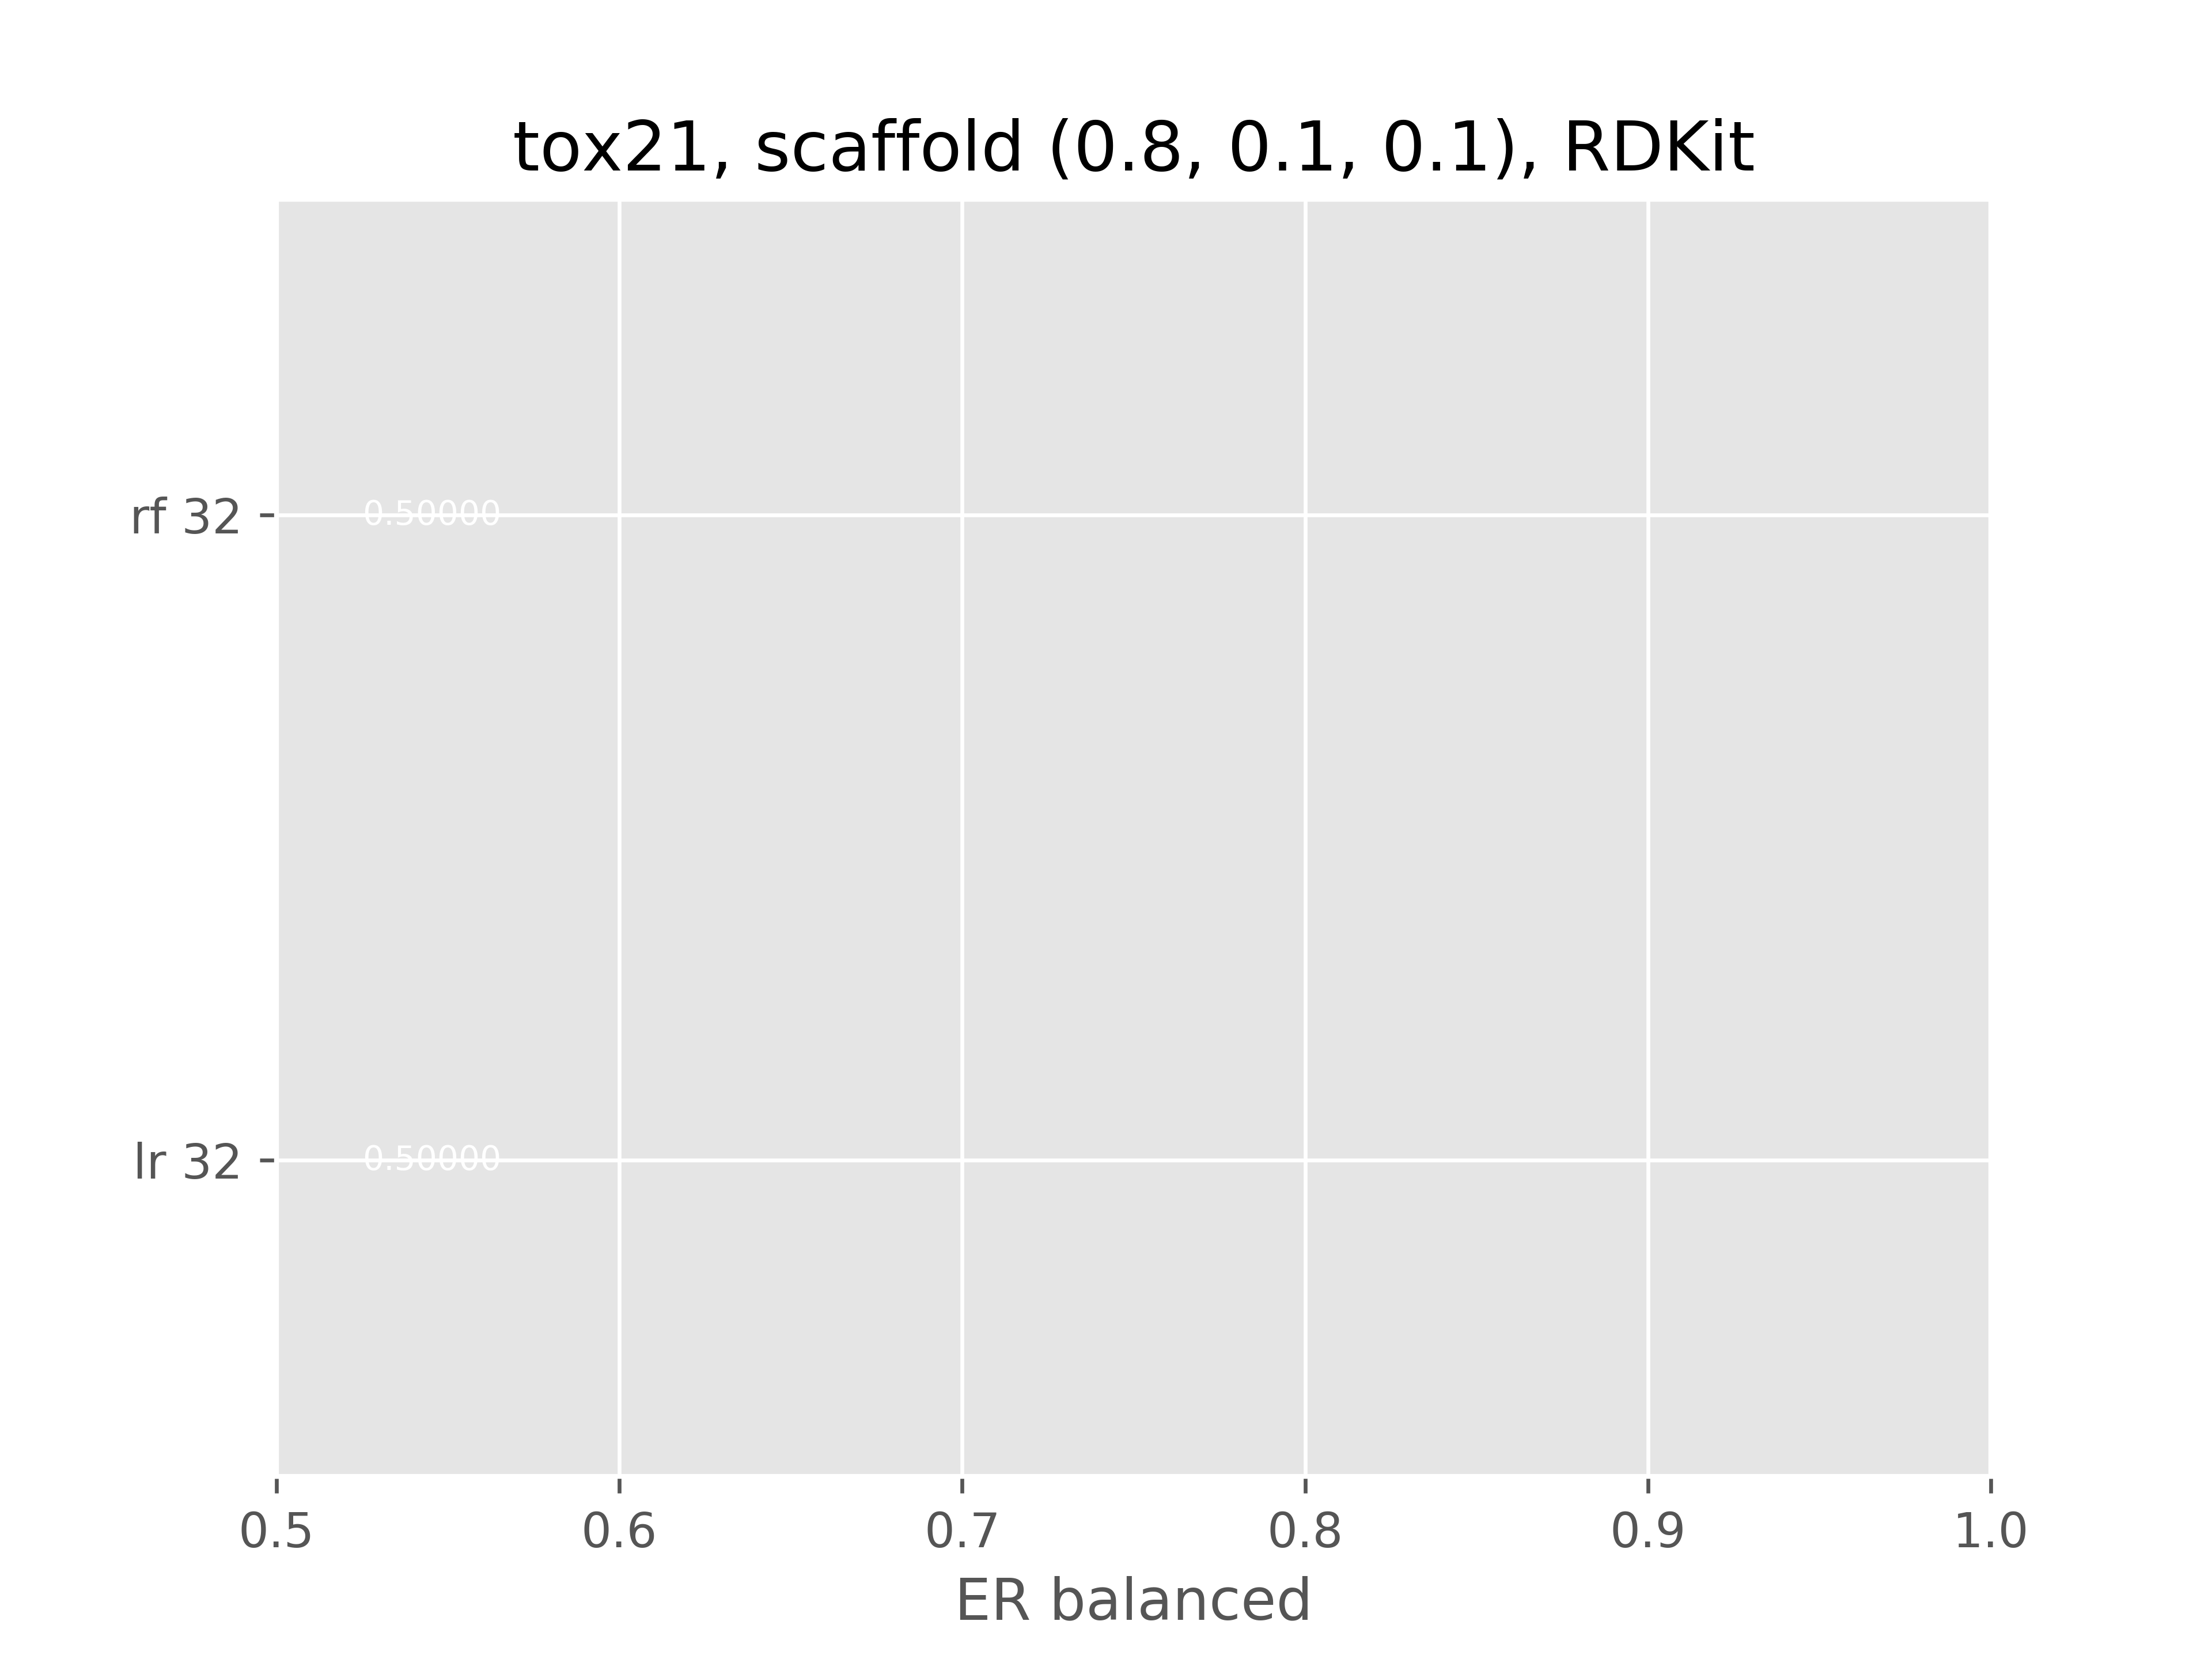 tox21, scaffold (0.8, 0.1, 0.1), RDKit
rf 32
0.50000
lr 32
0.50000
0.5 0.6 0.7 0.8 0.9 1.0
ER balanced